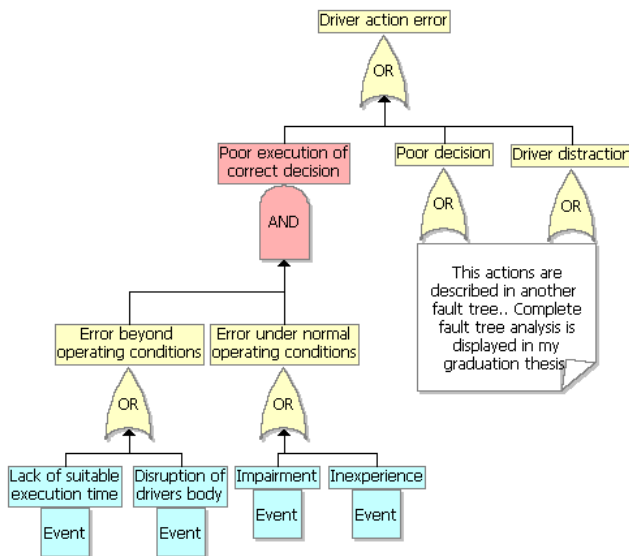 Driver action error
OR
Poor execution of
correct decision
Poor decision
Driver distraction
AND
OR
OR
This actions are
described in another
fault tree.. Complete
fault tree analysis is
displayed in my
graduation thesis
Error beyond
operating conditions
Error under normal
operating conditions
OR
OR
Lack of suitable
execution time
Disruption of
drivers body
Impairment
Inexperience
Event
Event
Event
Event